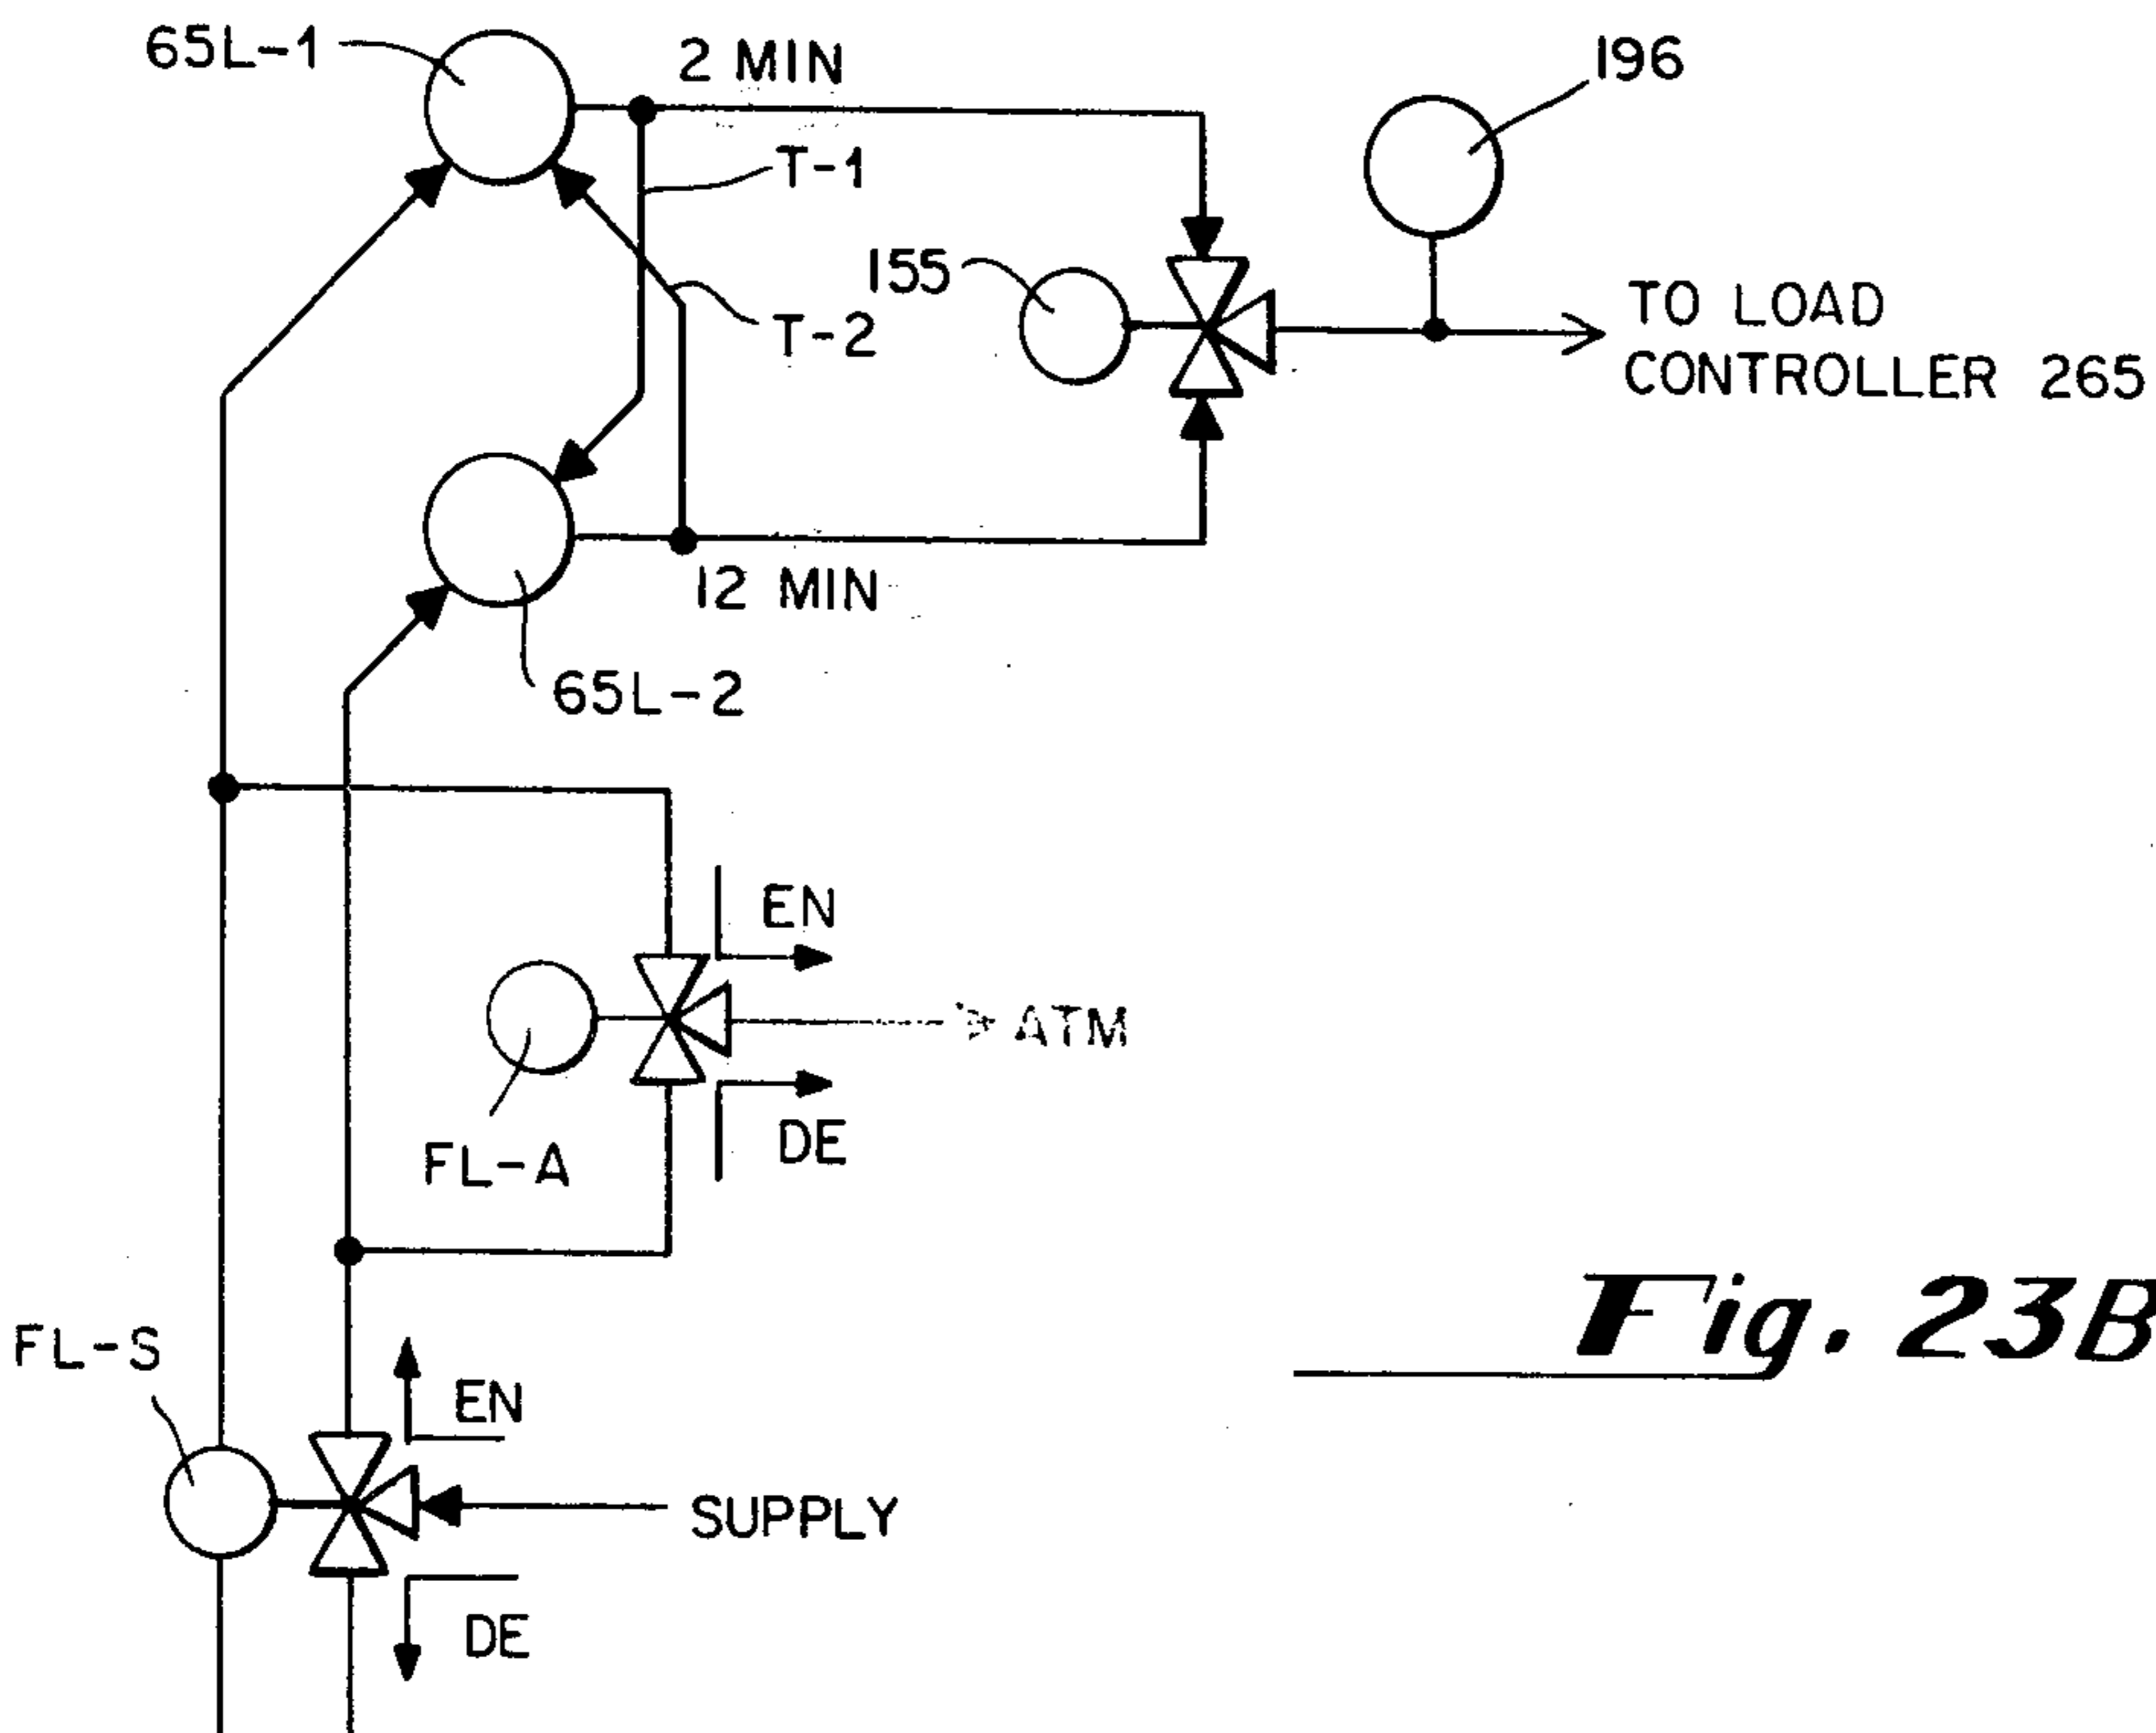 65L-1
2 MIN
196
T-1
155
T-2
TO LOAD
CONTROLLER 265
12 MIN
65L-2
EN
ATM
DE
FL-A
Fig. 23B
FL-S
EN
SUPPLY
DE